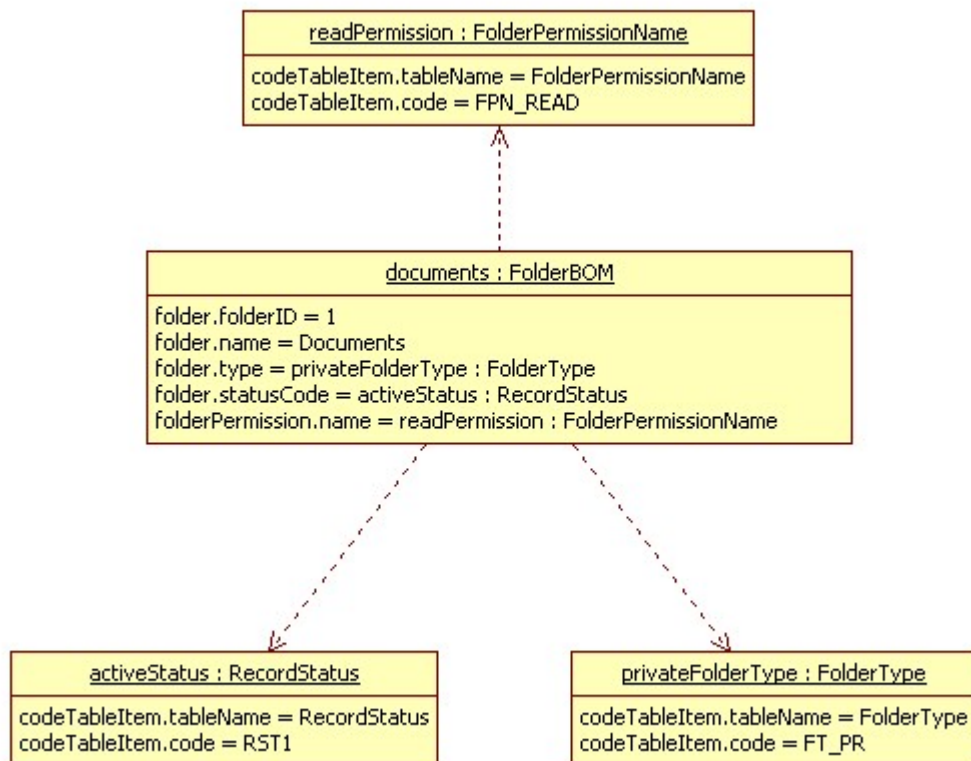 readPermission : FolderPermissionName
codeTableItem.tableName = FolderPermissionName
codeTableItem.code = FPN_READ
documents : FolderBOM
folder.folderID = 1
folder.name = Documents
folder.type = privateFolderType : FolderType
folder.statusCode = activeStatus : RecordStatus
folderPermission.name = readPermission : FolderPermissionName
activeStatus : RecordStatus
codeTableItem.tableName = RecordStatus
codeTableItem.code = RST1
privateFolderType : FolderType
codeTableItem.tableName = FolderType
codeTableItem.code = FT_PR